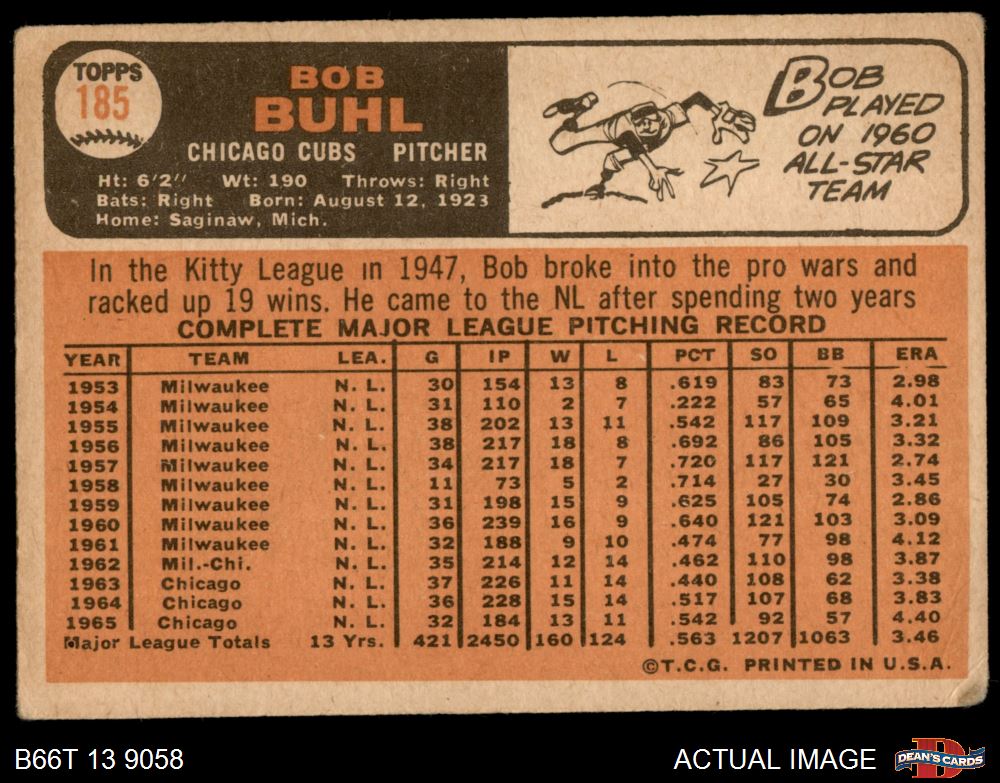 TOPPS
185
BOB
BUHL
CHICAGO CUBS PITCHER
Ht: 6'2" Wt: 190 Throws: Right
Bats: Right Born: August 12, 1923
Home: Saginaw, Mich.
BOB
PLAYED
ON 1960
ALL-STAR
TEAM
In the Kitty League in 1947, Bob broke into the pro wars and
racked up 19 wins. He came to the NL after spending two years
COMPLETE MAJOR LEAGUE PITCHING RECORD
YEAR TEAM LEA. G IP W L PCT SO BB ERA
1953 Milwaukee N. L. 30 154 13 8 .619 83 73 2.98
1954 Milwaukee N. L. 31 110 2 7 .222 57 65 4.01
1955 Milwaukee N. L. 38 202 13 11 .542 117 109 3.21
1956 Milwaukee N. L. 38 217 18 8 .692 86 105 3.32
1957 Milwaukee N. L. 34 217 18 7 .720 117 121 2.74
1958 Milwaukee N. L. 11 73 5 2 .714 27 30 3.45
1959 Milwaukee N. L. 31 198 15 9 .625 105 74 2.86
1960 Milwaukee N. L. 36 239 16 9 .640 121 103 3.09
1961 Milwaukee N. L. 32 188 9 10 .474 77 98 4.12
1962 Mil.-Chi. N. L. 35 214 12 14 .462 110 98 3.87
1963 Chicago N. L. 37 226 11 14 .440 108 62 3.38
1964 Chicago N. L. 36 228 15 14 .517 107 68 3.83
1965 Chicago N. L. 32 184 13 11 .542 92 57 4.40
Major League Totals 13 Yrs. 421 2450 160 124 .563 1207 1063 3.46
©T.C.G. PRINTED IN U.S.A.
B66T 13 9058
ACTUAL IMAGE
D
DEAN'S CARDS